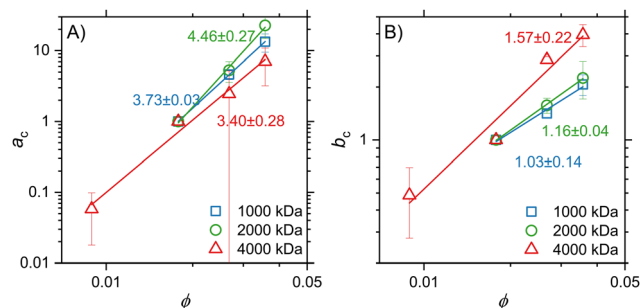 A)
4.46±0.27
3.73±0.03
3.40±0.28
10
1
0.1
0.01
a_c
1000 kDa
2000 kDa
4000 kDa
0.01
0.05
ϕ
B)
1.57±0.22
1.16±0.04
1.03±0.14
1
b_c
1000 kDa
2000 kDa
4000 kDa
0.01
0.05
ϕ